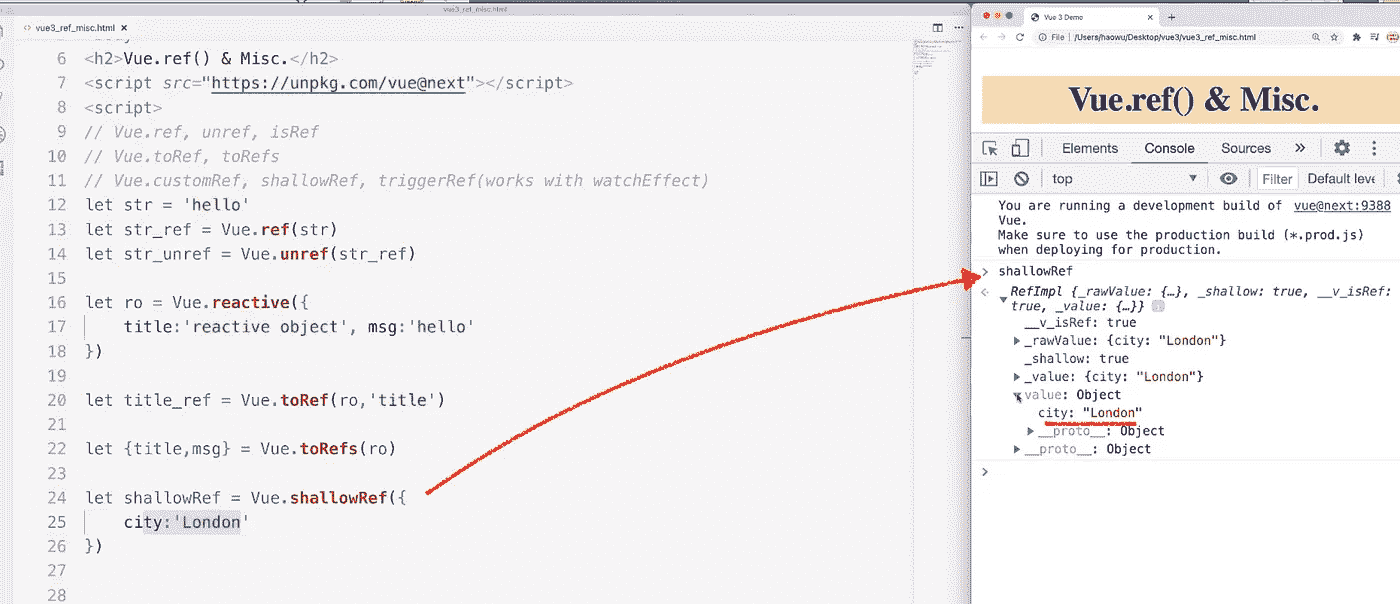 vue3_ref_misc.html
vue3_ref_misc.html
6 <h2>Vue.ref() & Misc.</h2>
7 <script src="https://unpkg.com/vue@next"></script>
8 <script>
9 // Vue.ref, unref, isRef
10 // Vue.toRef, toRefs
11 // Vue.customRef, shallowRef, triggerRef(works with watchEffect)
12 let str = 'hello'
13 let str_ref = Vue.ref(str)
14 let str_unref = Vue.unref(str_ref)
15
16 let ro = Vue.reactive({
17 title:'reactive object', msg:'hello'
18 })
19
20 let title_ref = Vue.toRef(ro,'title')
21
22 let {title,msg} = Vue.toRefs(ro)
23
24 let shallowRef = Vue.shallowRef({
25 city:'London'
26 })
27
28
Vue 3 Demo
File | /Users/haowu/Desktop/vue3/vue3_ref_misc.html
Vue.ref() & Misc.
Elements Console Sources
top Filter Default leve
You are running a development build of vue@next:9388
Vue.
Make sure to use the production build (*.prod.js)
when deploying for production.
> shallowRef
RefImpl {_rawValue: {…}, _shallow: true, __v_isRef:
true, _value: {…}}
__v_isRef: true
_rawValue: {city: "London"}
_shallow: true
_value: {city: "London"}
value: Object
city: "London"
__proto__: Object
__proto__: Object
>